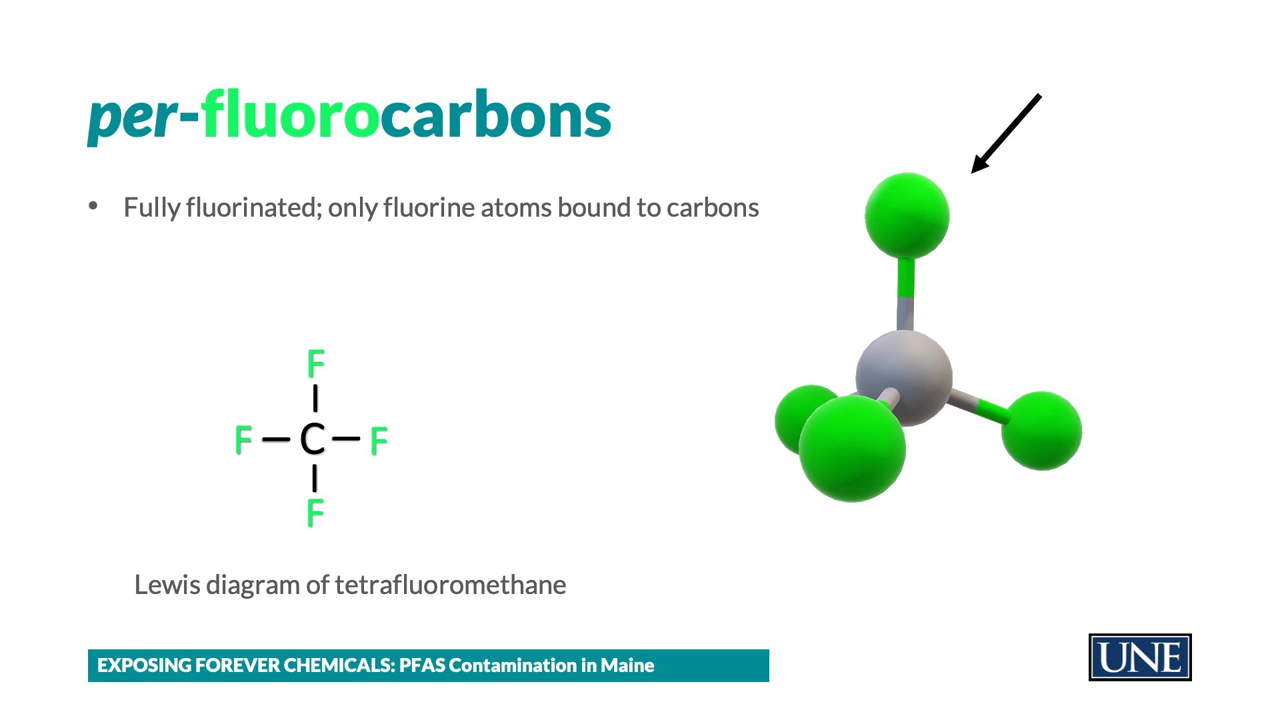 per-fluorocarbons
• Fully fluorinated; only fluorine atoms bound to carbons
F
F – C – F
F
Lewis diagram of tetrafluoromethane
EXPOSING FOREVER CHEMICALS: PFAS Contamination in Maine
UNE